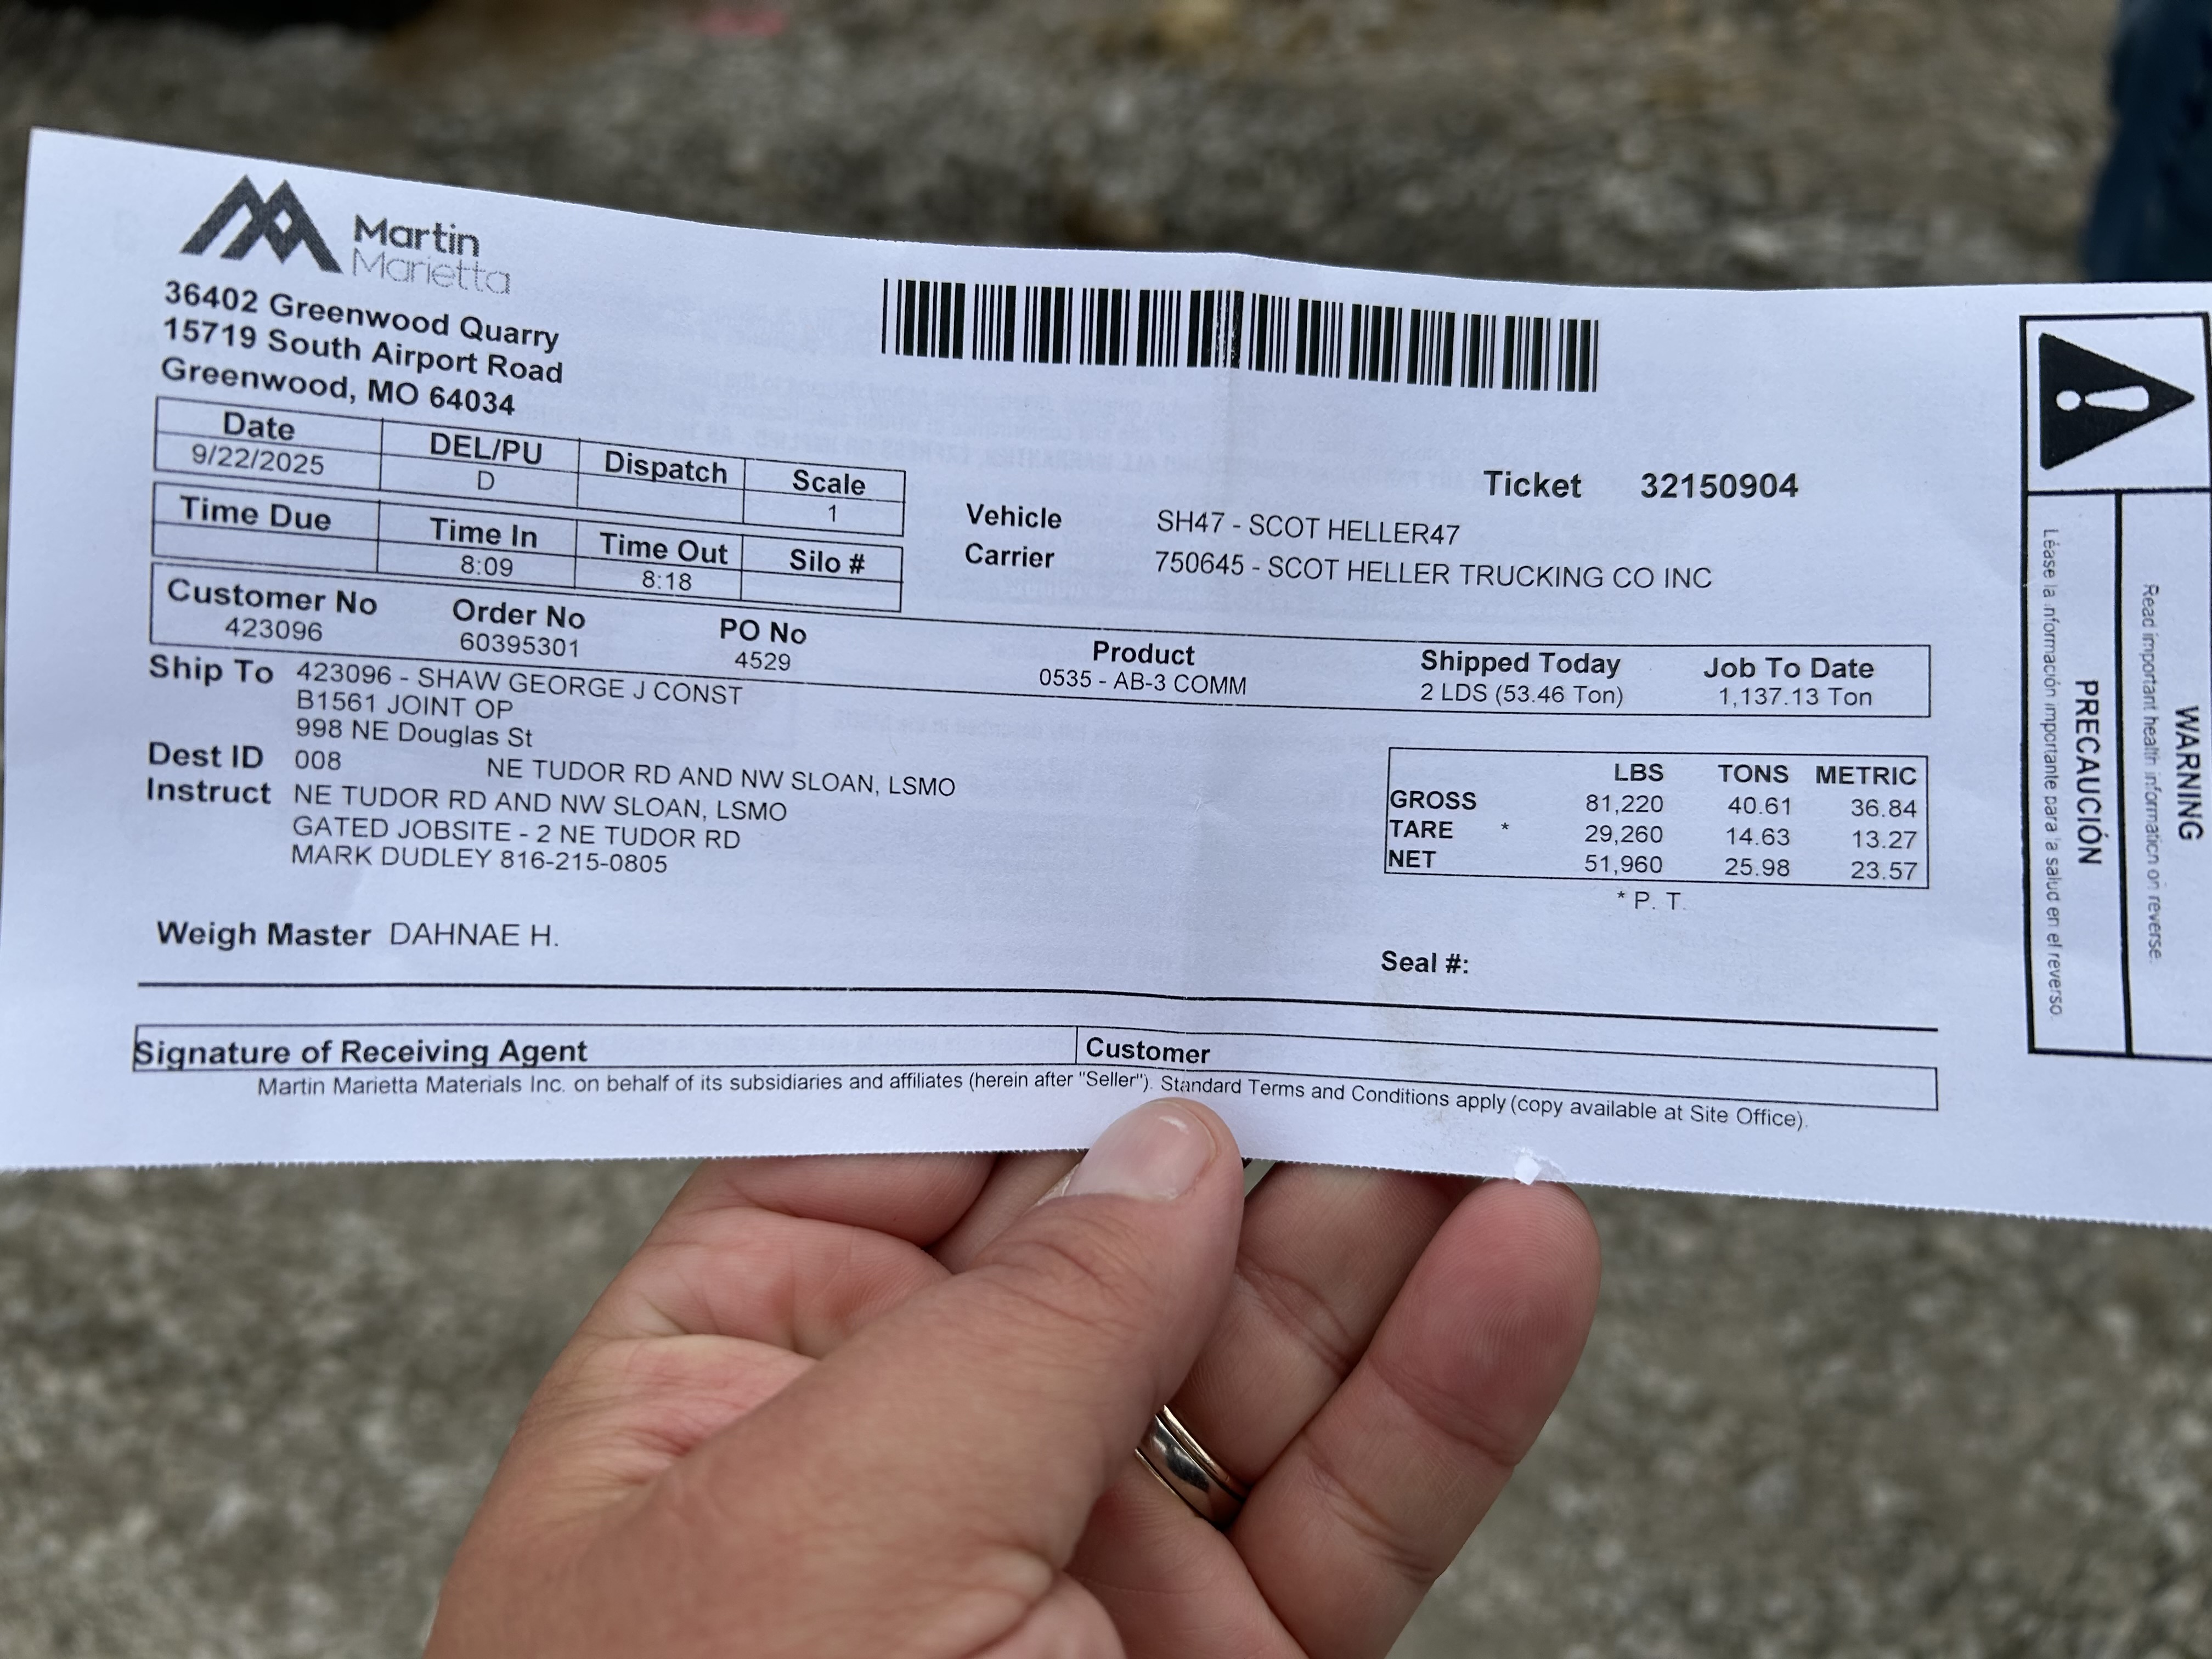 Martin
Marietta
36402 Greenwood Quarry
15719 South Airport Road
Greenwood, MO 64034
Date DEL/PU Dispatch Scale
9/22/2025 D 1
Time Due Time In Time Out Silo #
8:09 8:18
Ticket 32150904
Vehicle SH47 - SCOT HELLER47
Carrier 750645 - SCOT HELLER TRUCKING CO INC
Customer No Order No PO No Product Shipped Today Job To Date
423096 60395301 4529 0535 - AB-3 COMM 2 LDS (53.46 Ton) 1,137.13 Ton
Ship To 423096 - SHAW GEORGE J CONST
B1561 JOINT OP
998 NE Douglas St
Dest ID 008 NE TUDOR RD AND NW SLOAN, LSMO
Instruct NE TUDOR RD AND NW SLOAN, LSMO
GATED JOBSITE - 2 NE TUDOR RD
MARK DUDLEY 816-215-0805
LBS TONS METRIC
GROSS 81,220 40.61 36.84
TARE * 29,260 14.63 13.27
NET 51,960 25.98 23.57
* P. T.
Weigh Master DAHNAE H.
Seal #:
Signature of Receiving Agent Customer
Martin Marietta Materials Inc. on behalf of its subsidiaries and affiliates (herein after "Seller"). Standard Terms and Conditions apply (copy available at Site Office).
WARNING
Read important health information on reverse.
PRECAUCIÓN
Léase la información importante para la salud en el reverso.